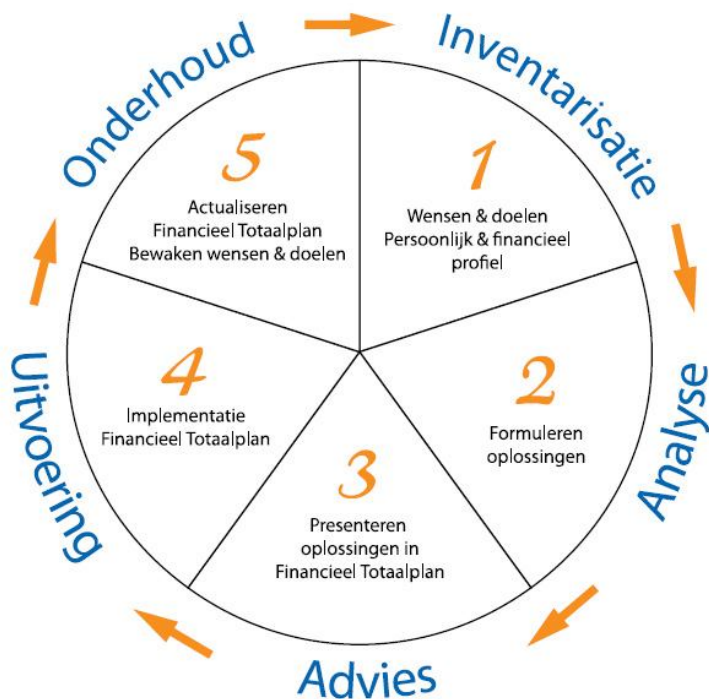 Inventarisatie
1
Wensen & doelen
Persoonlijk & financieel
profiel
Analyse
2
Formuleren
oplossingen
Advies
3
Presenteren
oplossingen in
Financieel Totaalplan
Uitvoering
4
Implementatie
Financieel Totaalplan
Onderhoud
5
Actualiseren
Financieel Totaalplan
Bewaken wensen & doelen